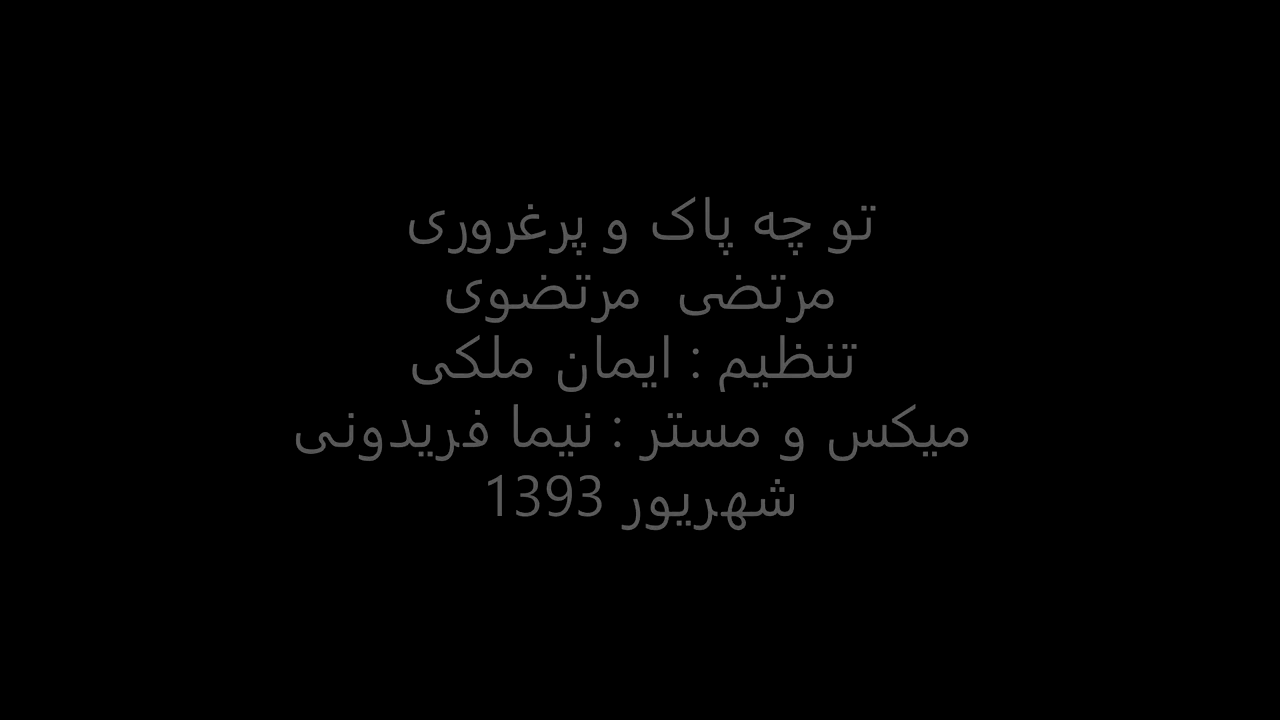 تو چه پاک و پرغروری
مرتضی  مرتضوی
تنظیم : ایمان ملکی
میکس و مستر : نیما فریدونی
شهریور 1393